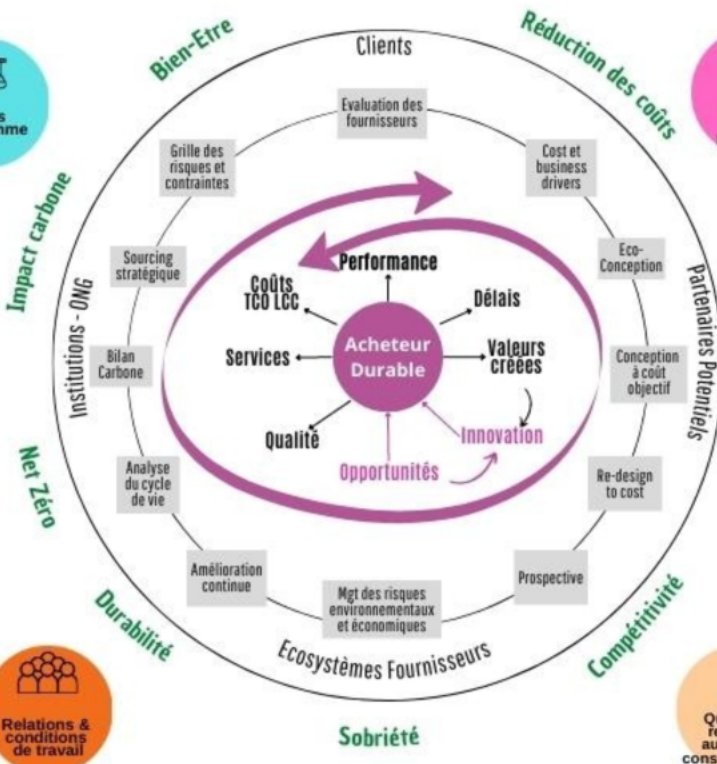 Bien-Etre
Clients
Réduction des coûts
Impact carbone
Institutions - ONG
Partenaires Potentiels
Evaluation des
fournisseurs
Grille des
risques et
contraintes
Cost et
business
drivers
Sourcing
stratégique
Eco-
Conception
Performance
Coûts
TCO LCC
Délais
Acheteur
Durable
Services
Valeurs
créées
Bilan
Carbone
Conception
à coût
objectif
Qualité
Innovation
Opportunités
Net Zéro
Analyse
du cycle
de vie
Re-design
to cost
Amélioration
continue
Mgt des risques
environnementaux
et économiques
Prospective
Durabilité
Ecosystèmes Fournisseurs
Compétitivité
Sobriété
Relations &
conditions
de travail